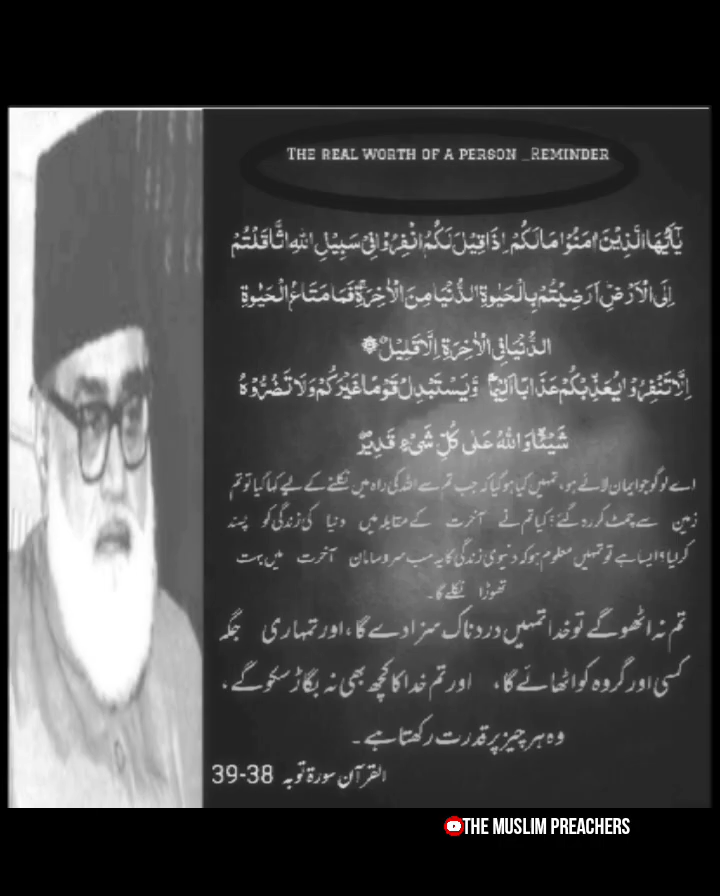 THE REAL WORTH OF A PERSON _REMINDER
يٰۤاَيُّهَا الَّذِيْنَ اٰمَنُوْا مَا لَكُمْ اِذَا قِيْلَ لَكُمُ انْفِرُوْا فِيْ سَبِيْلِ اللّٰهِ اثَّاقَلْتُمْ
اِلَى الْاَرْضِ اَرَضِيْتُمْ بِالْحَيٰوةِ الدُّنْيَا مِنَ الْاٰخِرَةِ فَمَا مَتَاعُ الْحَيٰوةِ
الدُّنْيَا فِي الْاٰخِرَةِ اِلَّا قَلِيْلٌ
اِلَّا تَنْفِرُوْا يُعَذِّبْكُمْ عَذَابًا اَلِيْمًا وَّيَسْتَبْدِلْ قَوْمًا غَيْرَكُمْ وَلَا تَضُرُّوْهُ
شَيْـًٔا وَاللّٰهُ عَلٰى كُلِّ شَيْءٍ قَدِيْرٌ
اے لوگو جو ایمان لائے ہو، تمہیں کیا ہو گیا کہ جب تم سے اللہ کی راہ میں نکلنے کے لیے کہا گیا تو تم
زمین سے چمٹ کر رہ گئے؟ کیا تم نے آخرت کے مقابلہ میں دنیا کی زندگی کو پسند
کر لیا؟ ایسا ہے تو تمہیں معلوم ہو کہ دنیوی زندگی کا یہ سب سروسامان آخرت میں بہت
تھوڑا نکلے گا۔
تم نہ اٹھو گے تو خدا تمہیں دردناک سزا دے گا، اور تمہاری جگہ
کسی اور گروہ کو اٹھائے گا، اور تم خدا کا کچھ بھی نہ بگاڑ سکو گے،
وہ ہر چیز پر قدرت رکھتا ہے۔
القرآن سورۃ توبہ 38-39
THE MUSLIM PREACHERS